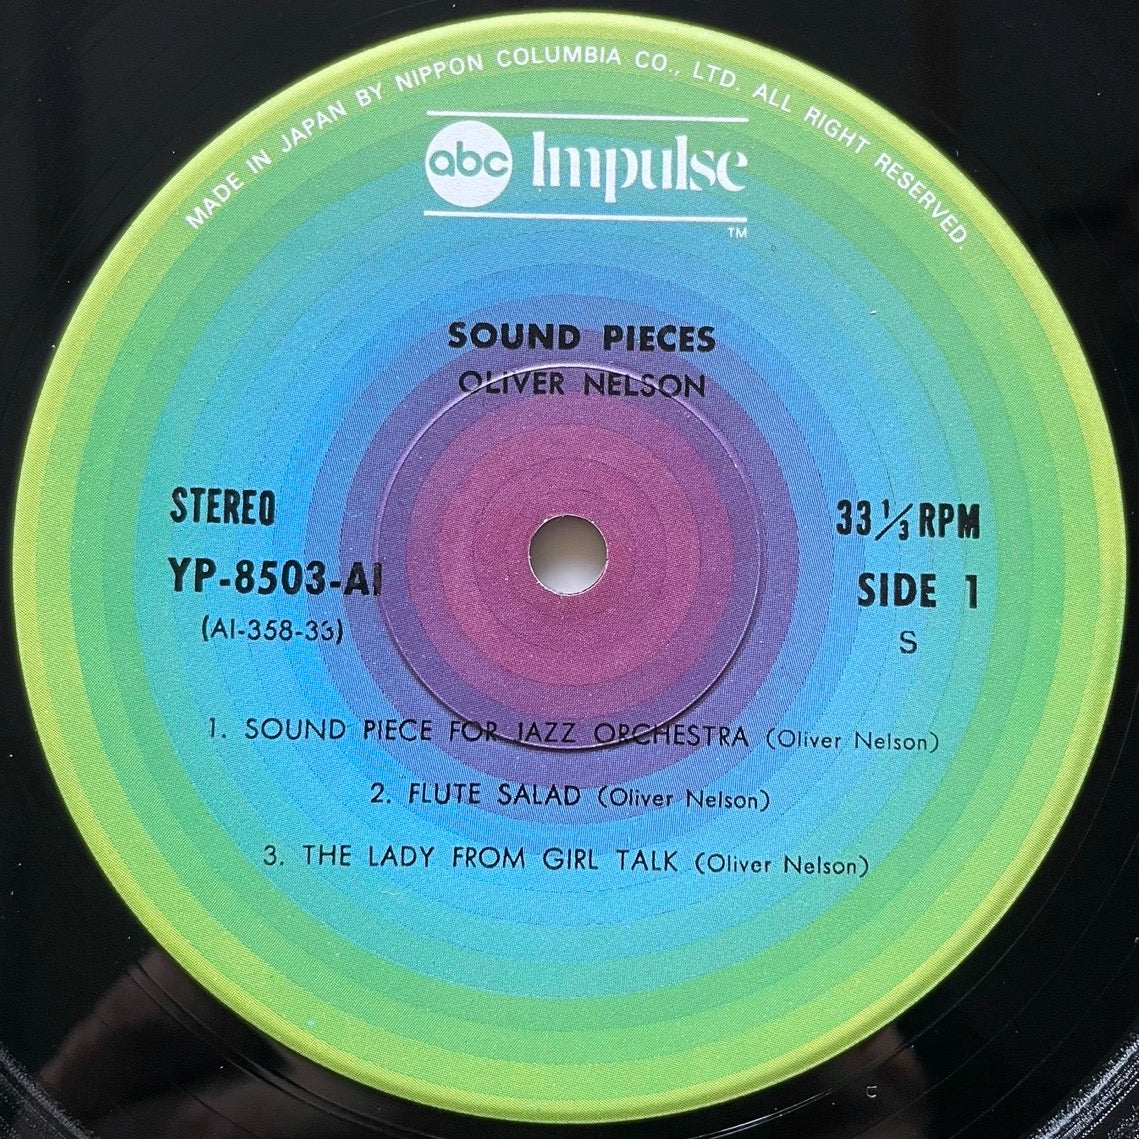 MADE IN JAPAN BY NIPPON COLUMBIA CO., LTD. ALL RIGHT RESERVED.
abc Impulse
TM
SOUND PIECES
OLIVER NELSON
STEREO
33 1/3 RPM
YP-8503-AI
SIDE 1
(AI-358-33)
S
1. SOUND PIECE FOR JAZZ ORCHESTRA (Oliver Nelson)
2. FLUTE SALAD (Oliver Nelson)
3. THE LADY FROM GIRL TALK (Oliver Nelson)